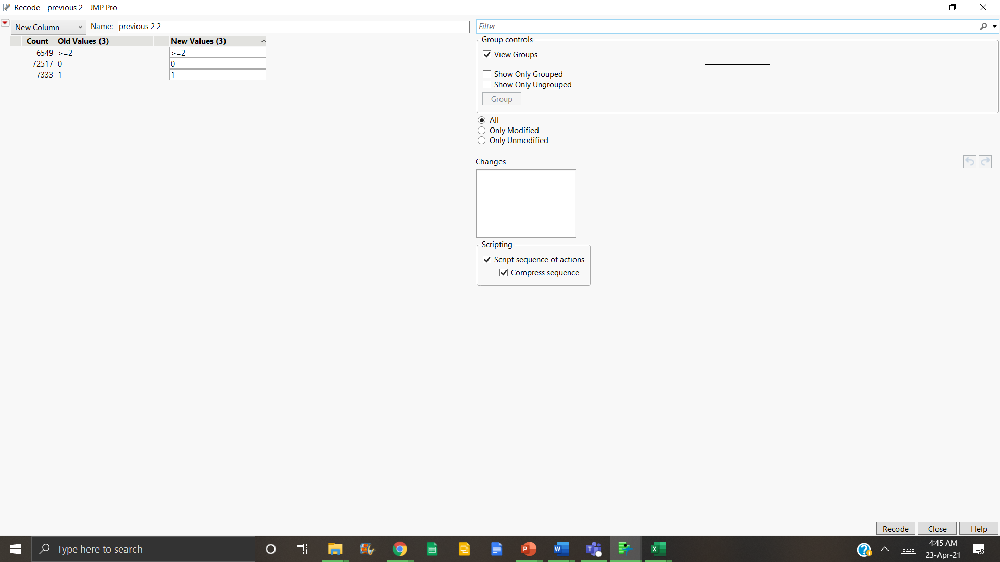 Recode - previous 2 - JMP Pro
New Column Name: previous 2 2
Filter
Count Old Values (3) New Values (3)
6549 >=2 >=2
72517 0 0
7333 1 1
Group controls
View Groups
Show Only Grouped
Show Only Ungrouped
Group
All
Only Modified
Only Unmodified
Changes
Scripting
Script sequence of actions
Compress sequence
Recode Close Help
Type here to search
4:45 AM
23-Apr-21